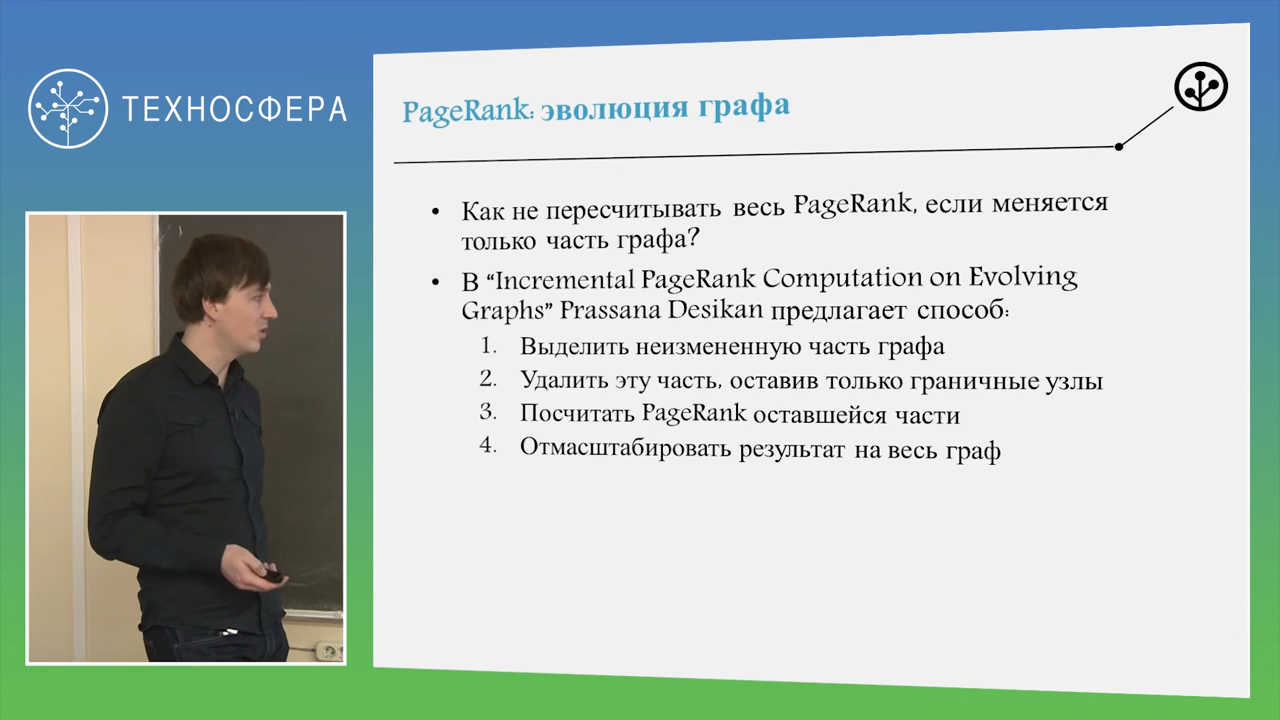 ТЕХНОСФЕРА
PageRank: эволюция графа
• Как не пересчитывать весь PageRank, если меняется
только часть графа?
• В “Incremental PageRank Computation on Evolving
Graphs” Prassana Desikan предлагает способ:
1. Выделить неизмененную часть графа
2. Удалить эту часть, оставив только граничные узлы
3. Посчитать PageRank оставшейся части
4. Отмасштабировать результат на весь граф